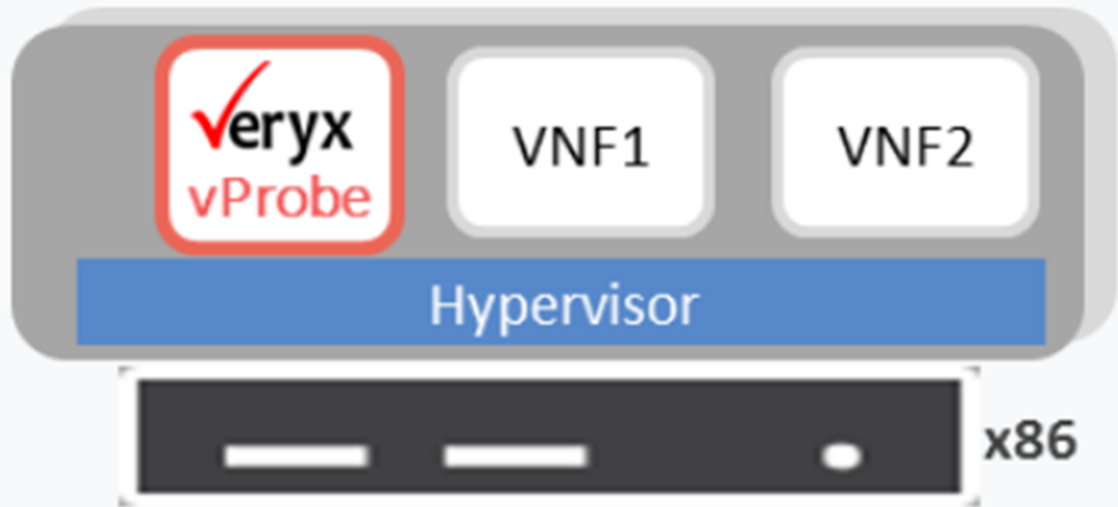 Veryx
vProbe
VNF1
VNF2
Hypervisor
x86